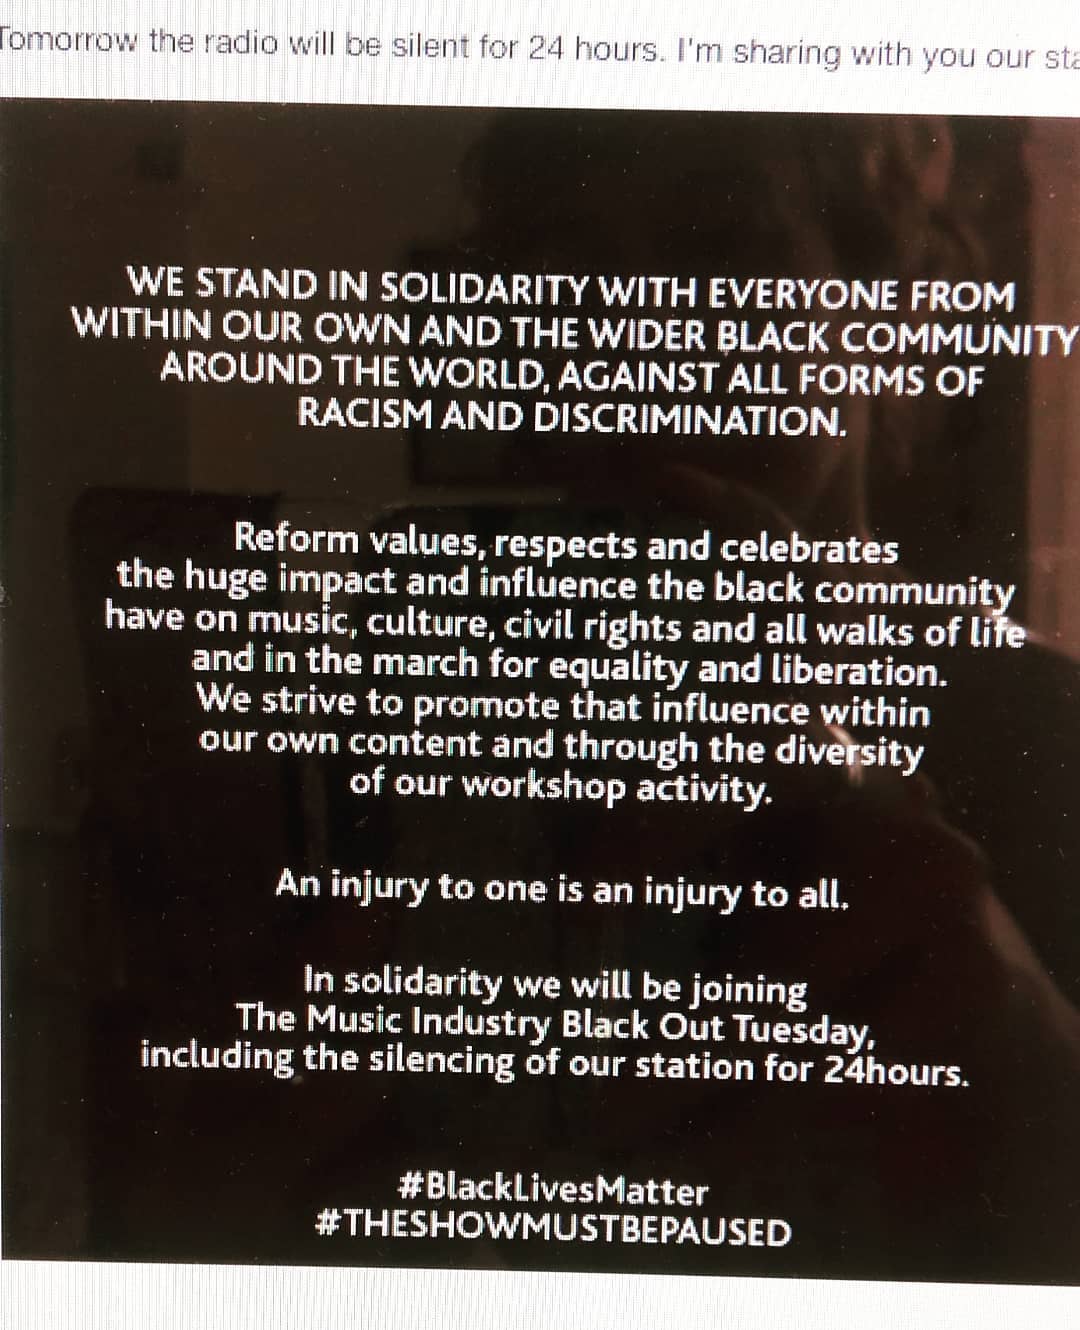 Tomorrow the radio will be silent for 24 hours. I'm sharing with you our
WE STAND IN SOLIDARITY WITH EVERYONE FROM
WITHIN OUR OWN AND THE WIDER BLACK COMMUNITY
AROUND THE WORLD, AGAINST ALL FORMS OF
RACISM AND DISCRIMINATION.
Reform values, respects and celebrates
the huge impact and influence the black community
have on music, culture, civil rights and all walks of life
and in the march for equality and liberation.
We strive to promote that influence within
our own content and through the diversity
of our workshop activity.
An injury to one is an injury to all.
In solidarity we will be joining
The Music Industry Black Out Tuesday,
including the silencing of our station for 24hours.
#BlackLivesMatter
#THESHOWMUSTBEPAUSED